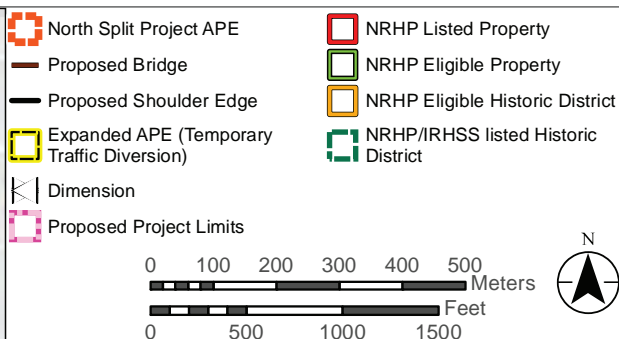 North Split Project APE
Proposed Bridge
Proposed Shoulder Edge
Expanded APE (Temporary
Traffic Diversion)
Dimension
Proposed Project Limits
NRHP Listed Property
NRHP Eligible Property
NRHP Eligible Historic District
NRHP/IRHSS listed Historic
District
0 100 200 300 400 500
Meters
Feet
0 500 1000 1500
N